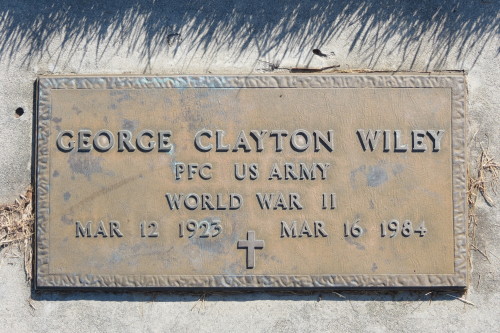 GEORGE CLAYTON WILEY
PFC US ARMY
WORLD WAR II
MAR 12 1923 MAR 16 1984